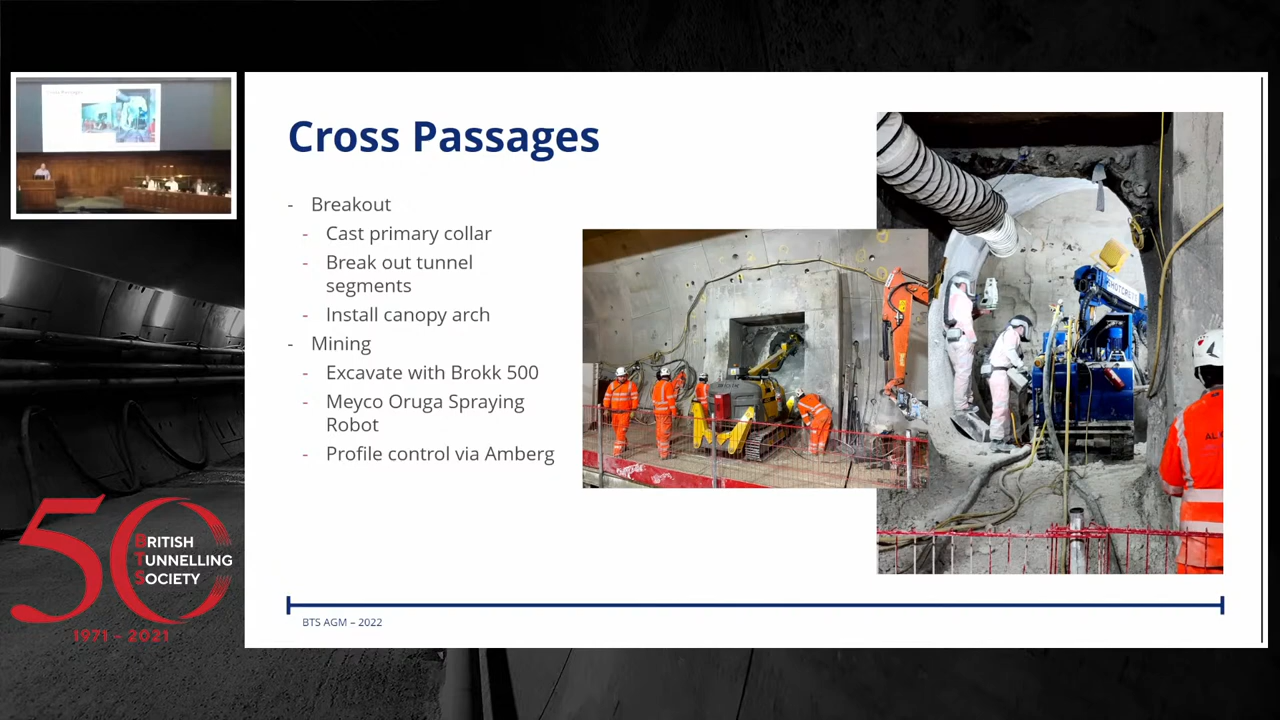 Cross Passages
- Breakout
- Cast primary collar
- Break out tunnel
segments
- Install canopy arch
- Mining
- Excavate with Brokk 500
- Meyco Oruga Spraying
Robot
- Profile control via Amberg
SHOTCRETE
BTS AGM – 2022
50
BRITISH
TUNNELLING
SOCIETY
1971 – 2021